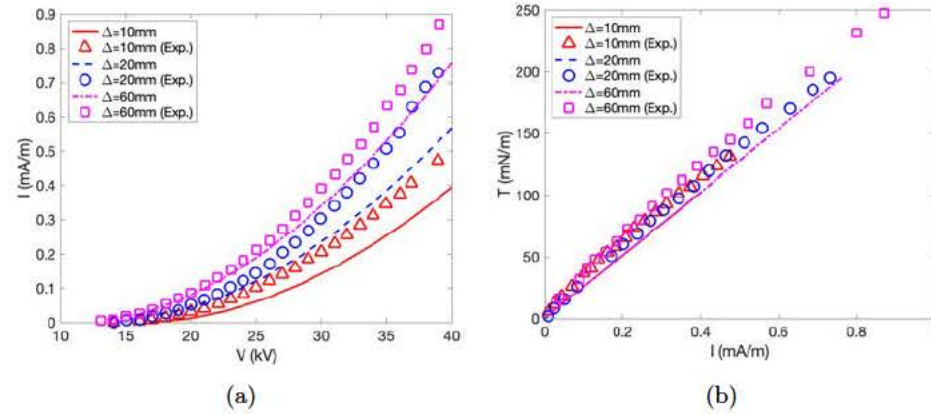 0.9
0.8
0.7
0.6
0.5
0.4
0.3
0.2
0.1
0
I (mA/m)
Δ=10mm
Δ=10mm (Exp.)
Δ=20mm
Δ=20mm (Exp.)
Δ=60mm
Δ=60mm (Exp.)
10 15 20 25 30 35 40
V (kV)
(a)
250
200
150
100
50
0
T (mN/m)
Δ=10mm
Δ=10mm (Exp.)
Δ=20mm
Δ=20mm (Exp.)
Δ=60mm
Δ=60mm (Exp.)
0 0.2 0.4 0.6 0.8 1
I (mA/m)
(b)